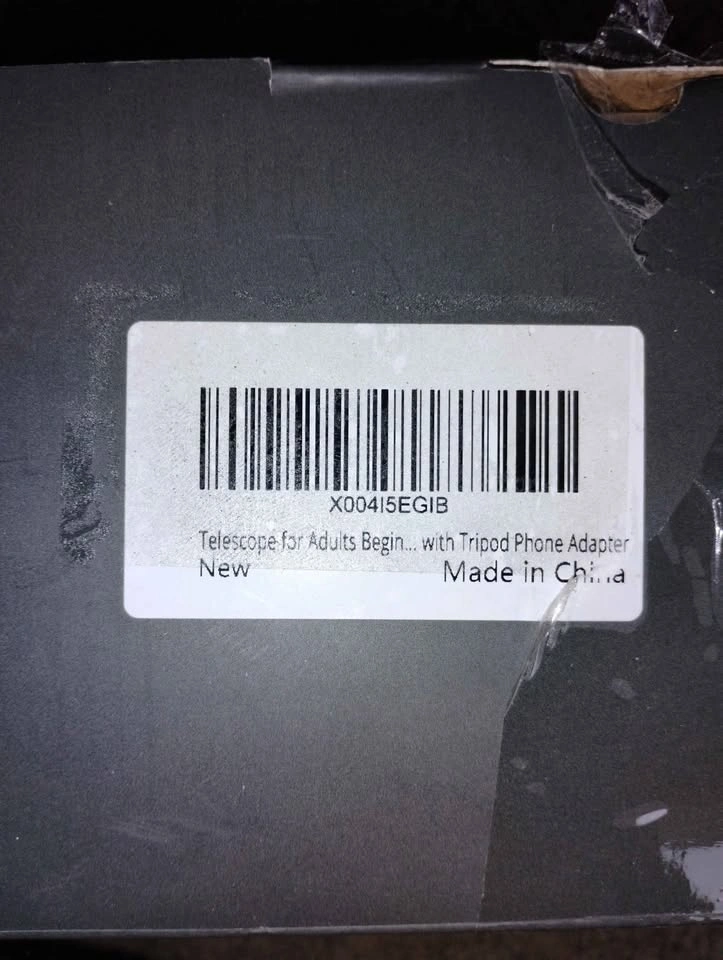 X004I5EGIB
Telescope for Adults Begin... with Tripod Phone Adapter
New Made in China